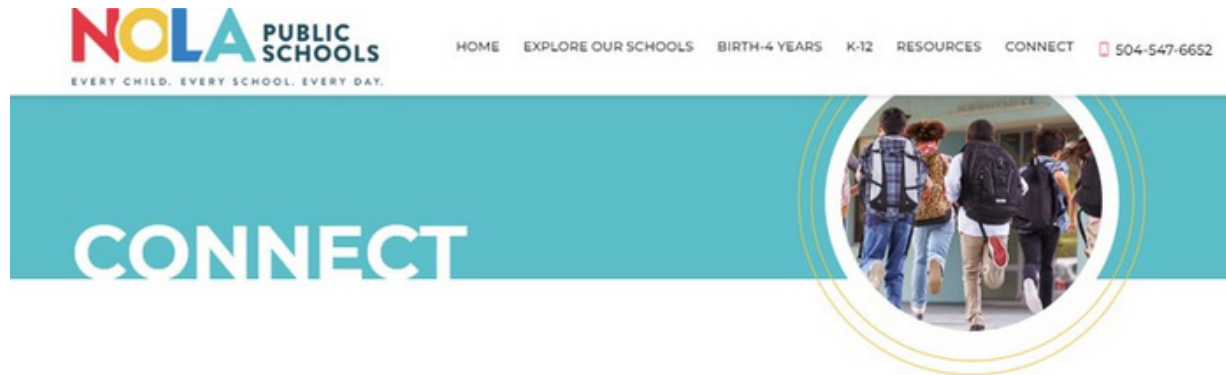 NOLA PUBLIC SCHOOLS
EVERY CHILD. EVERY SCHOOL. EVERY DAY.
HOME EXPLORE OUR SCHOOLS BIRTH-4 YEARS K-12 RESOURCES CONNECT 504-547-6652
CONNECT